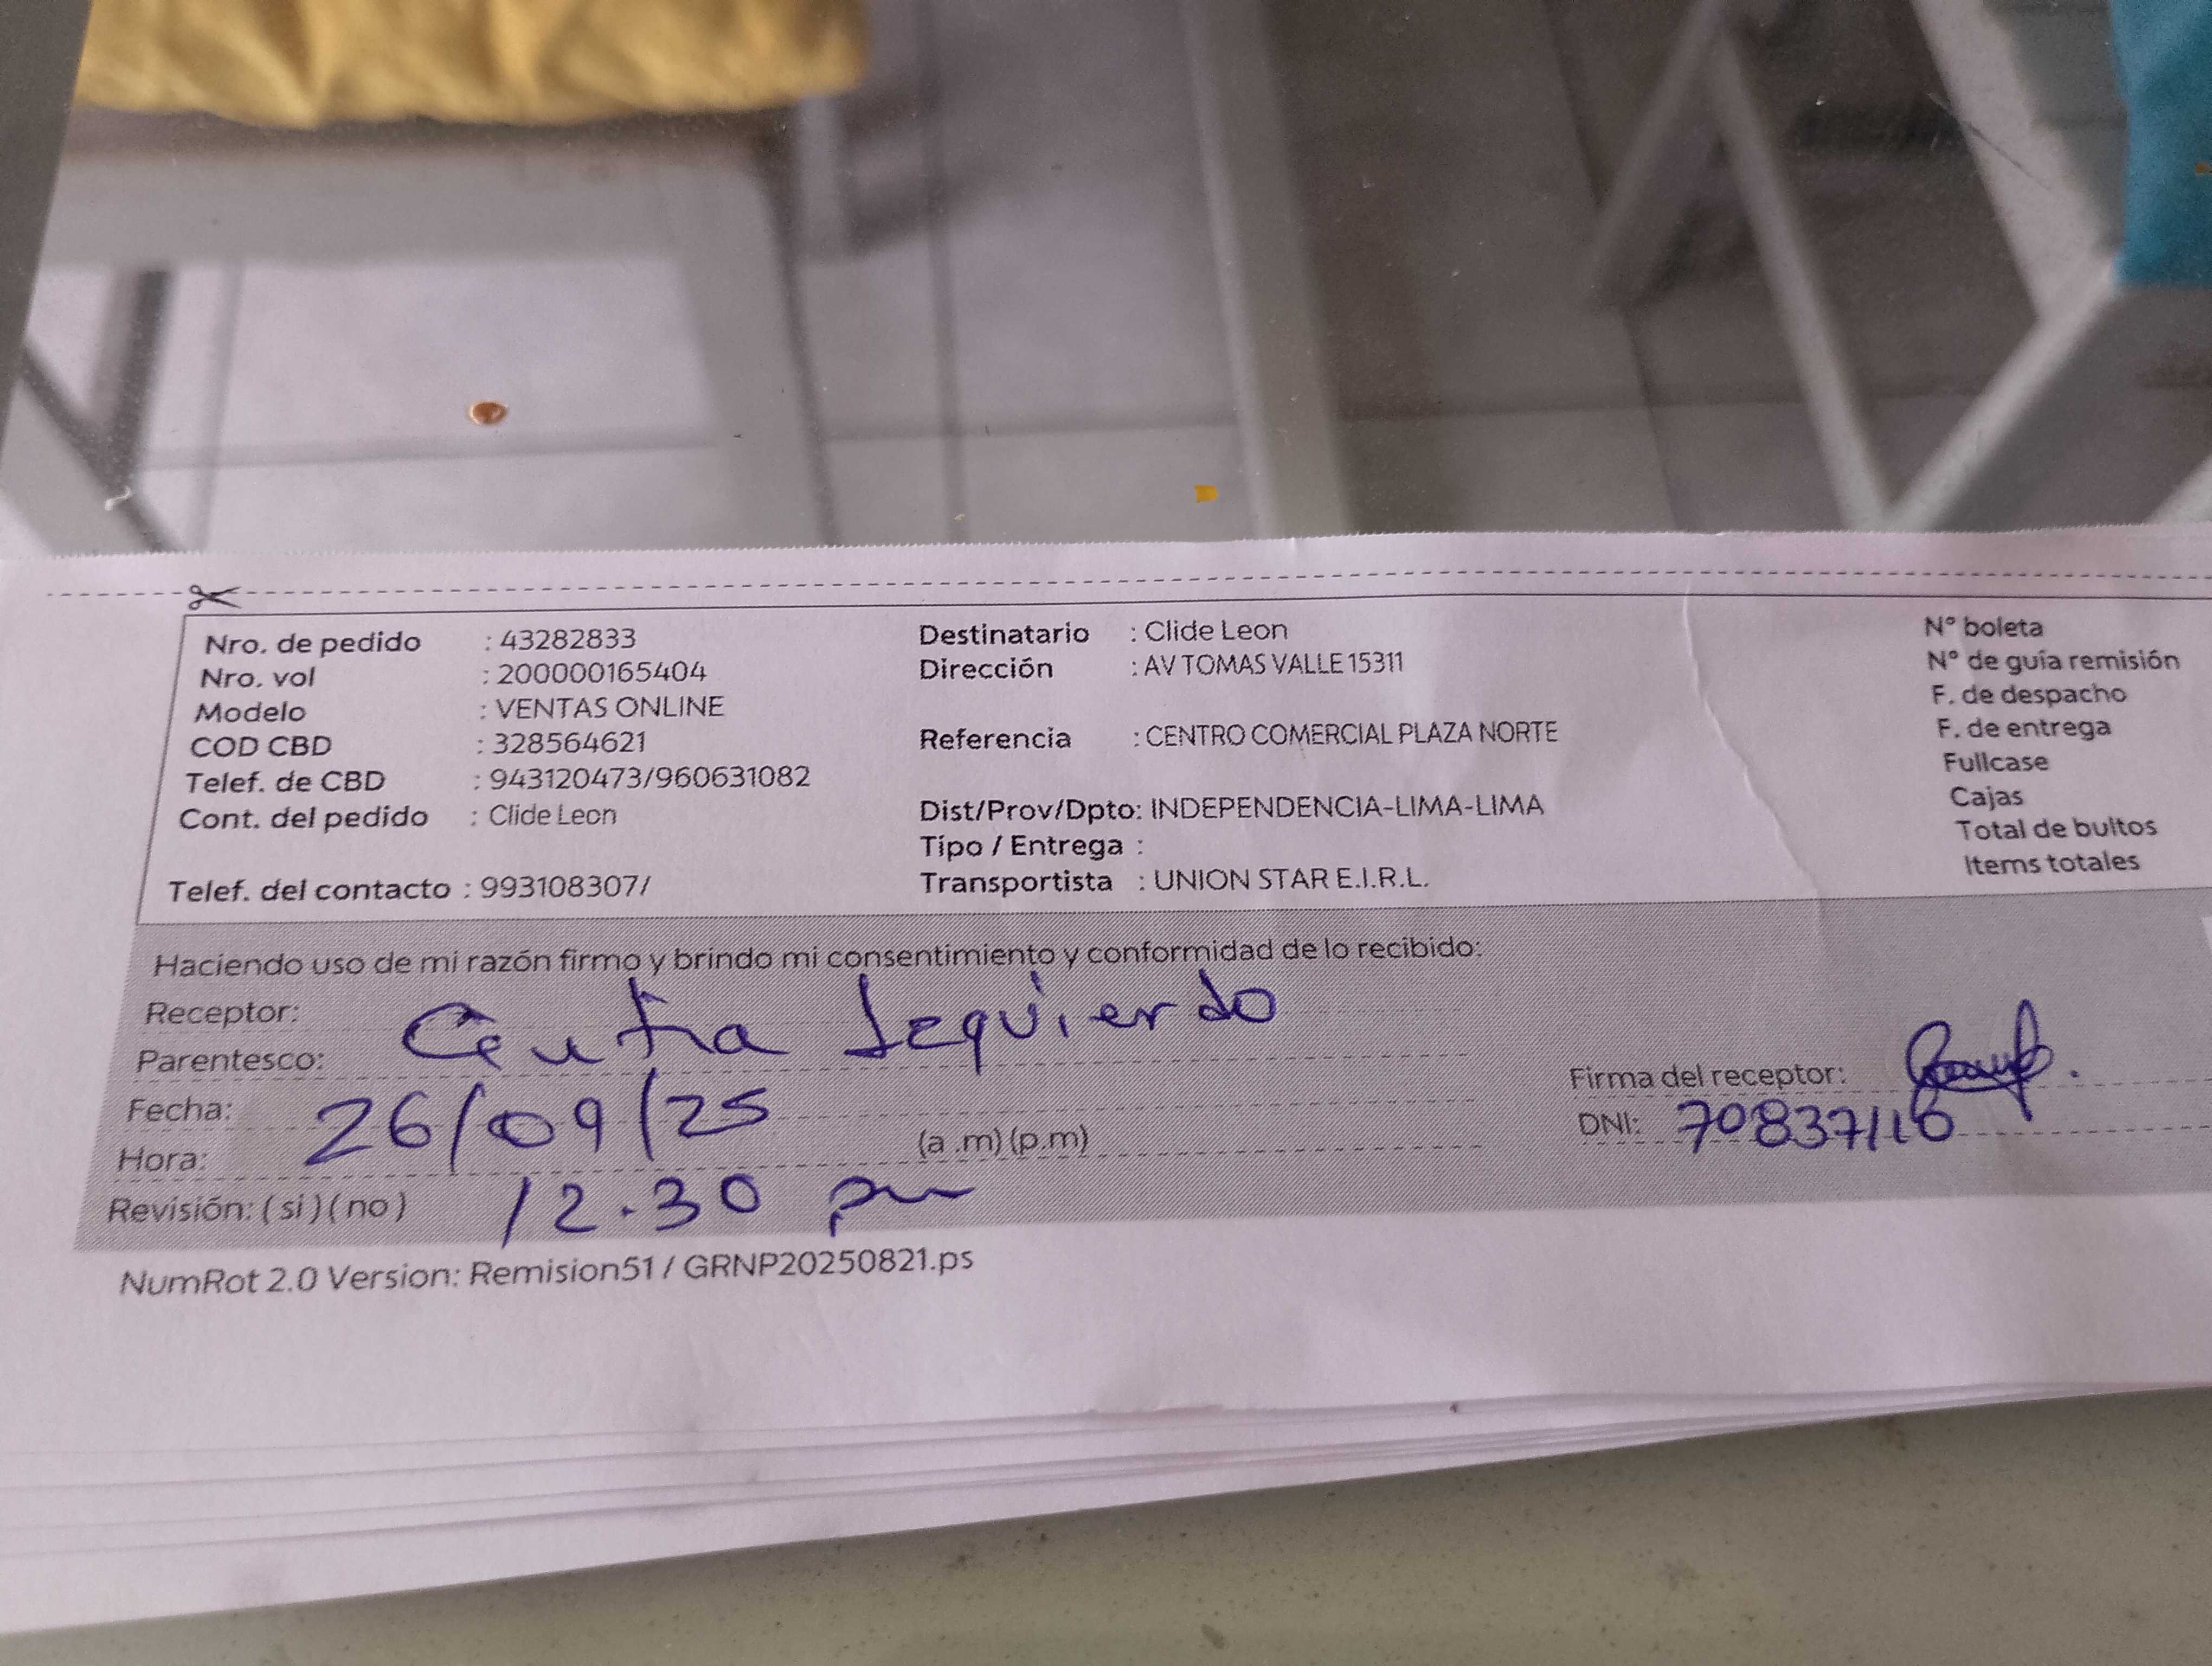 Nro. de pedido : 43282833
Nro. vol : 200000165404
Modelo : VENTAS ONLINE
COD CBD : 328564621
Telef. de CBD : 943120473/960631082
Cont. del pedido : Clide Leon
Telef. del contacto : 993108307/
Destinatario : Clide Leon
Dirección : AV TOMAS VALLE 15311
Referencia : CENTRO COMERCIAL PLAZA NORTE
Dist/Prov/Dpto: INDEPENDENCIA-LIMA-LIMA
Tipo / Entrega :
Transportista : UNION STAR E.I.R.L.
N° boleta
N° de guía remisión
F. de despacho
F. de entrega
Fullcase
Cajas
Total de bultos
Items totales
Haciendo uso de mi razón firmo y brindo mi consentimiento y conformidad de lo recibido:
Receptor:
Izquierdo
Parentesco:
Fecha: 26/09/25
Hora: (a .m) (p.m)
Revisión: ( si ) ( no ) 12.30 pm
Firma del receptor:
DNI:
NumRot 2.0 Version: Remision51 / GRNP20250821.ps